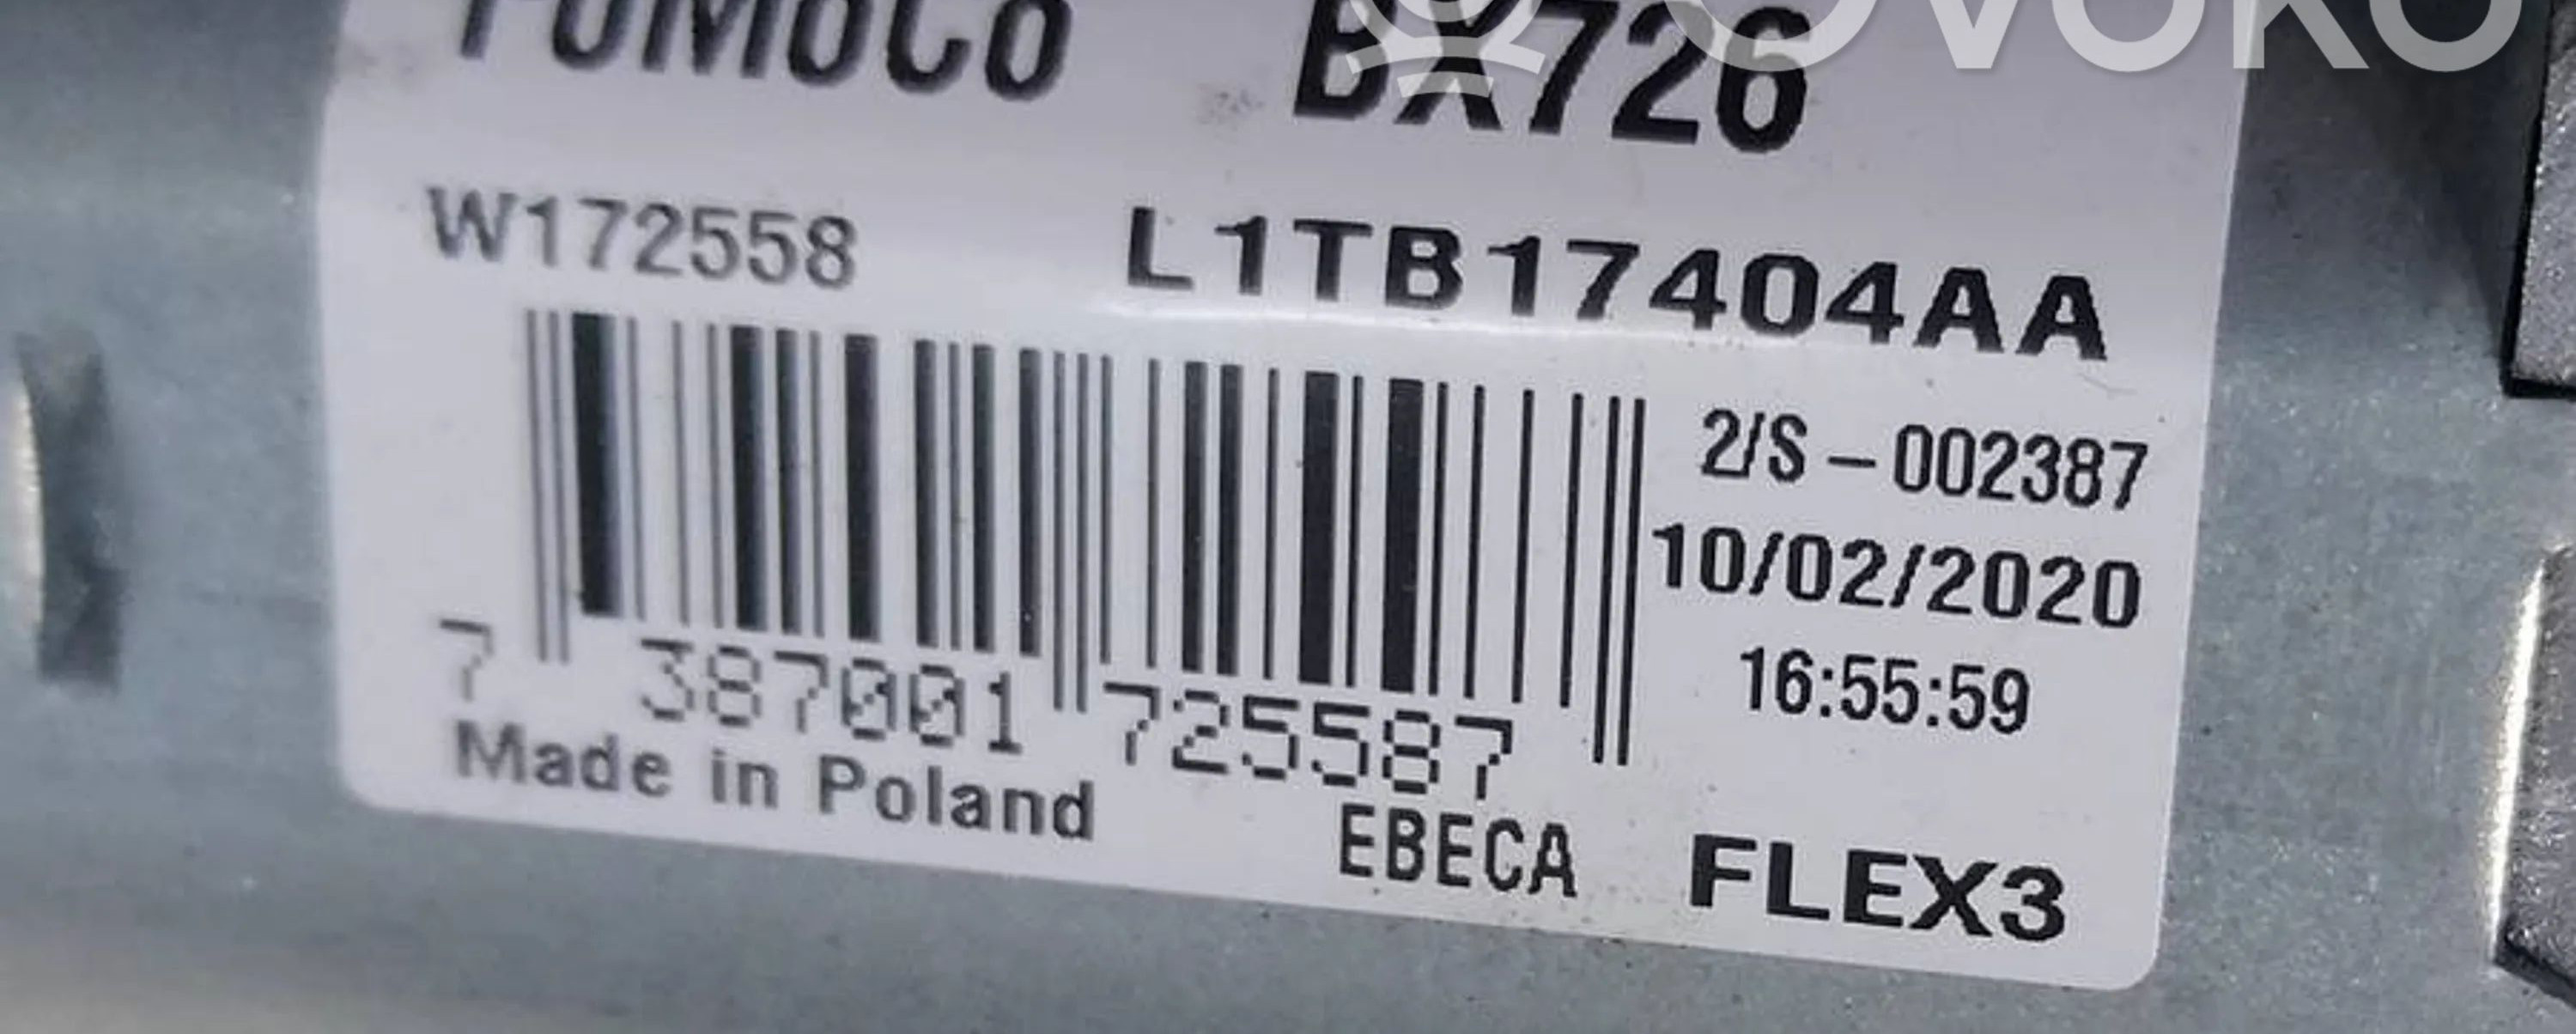 FoMoCo BX726
OVOKO
W172558 L1TB17404AA
2/S – 002387
10/02/2020
16:55:59
7 387001 725587
Made in Poland
EBECA FLEX3